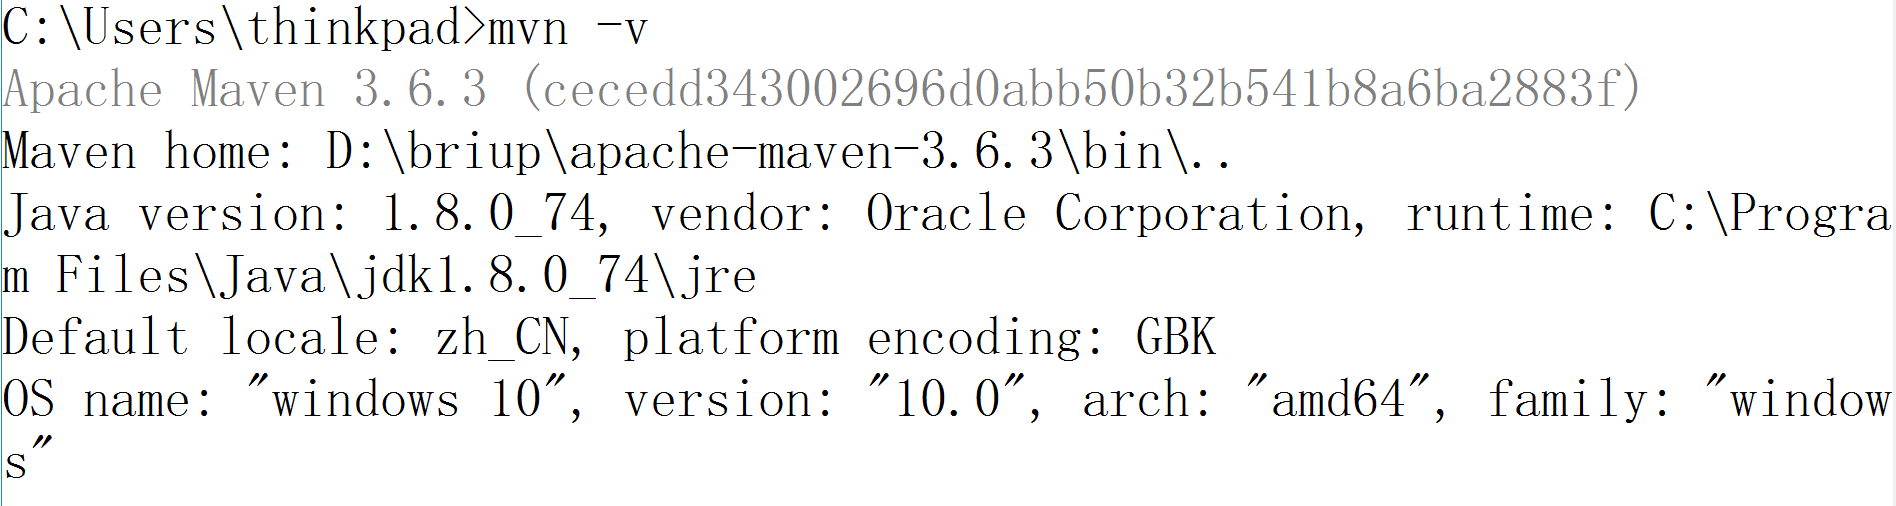 C:\Users\thinkpad>mvn -v
Apache Maven 3.6.3 (cecedd343002696d0abb50b32b541b8a6ba2883f)
Maven home: D:\briup\apache-maven-3.6.3\bin\..
Java version: 1.8.0_74, vendor: Oracle Corporation, runtime: C:\Progra
m Files\Java\jdk1.8.0_74\jre
Default locale: zh_CN, platform encoding: GBK
OS name: "windows 10", version: "10.0", arch: "amd64", family: "window
s"